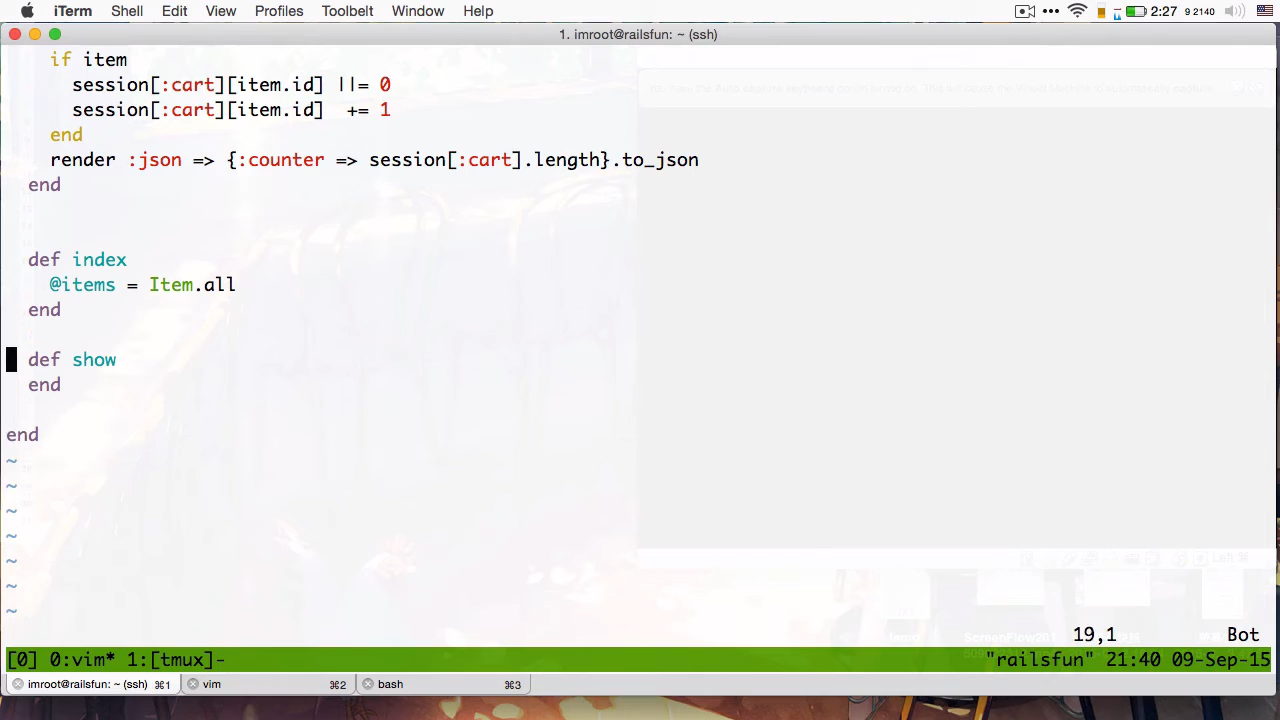 iTerm Shell Edit View Profiles Toolbelt Window Help 2:27 9 2140
1. imroot@railsfun: ~ (ssh)
if item
session[:cart][item.id] ||= 0
session[:cart][item.id]  += 1
end
render :json => {:counter => session[:cart].length}.to_json
end
def index
@items = Item.all
end
def show
end
end
~
~
~
~
~
~
~
19,1 Bot
[0] 0:vim* 1:[tmux]- "railsfun" 21:40 09-Sep-15
imroot@railsfun: ~ (ssh) ⌘1 vim ⌘2 bash ⌘3